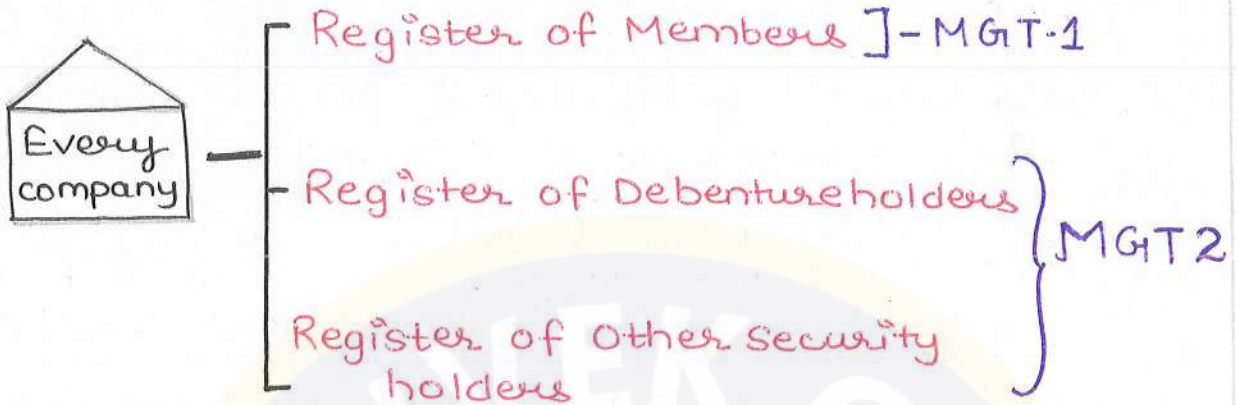 Register of Members ]-MGT-1
Every
company
Register of Debentureholders
MGT2
Register of Other security
holders